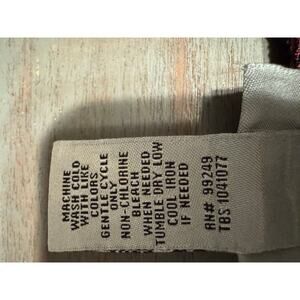 MACHINE
WASH COLD
WITH LIKE
COLORS
GENTLE CYCLE
ONLY
NON-CHLORINE
BLEACH
WHEN NEEDED
TUMBLE DRY LOW
COOL IRON
IF NEEDED
RN# 99249
TBS 1041077